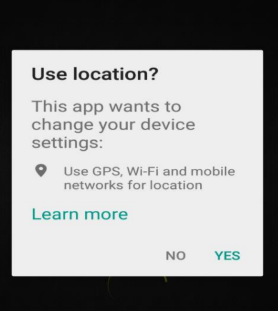 Use location?
This app wants to
change your device
settings:
Use GPS, Wi-Fi and mobile
networks for location
Learn more
NO YES